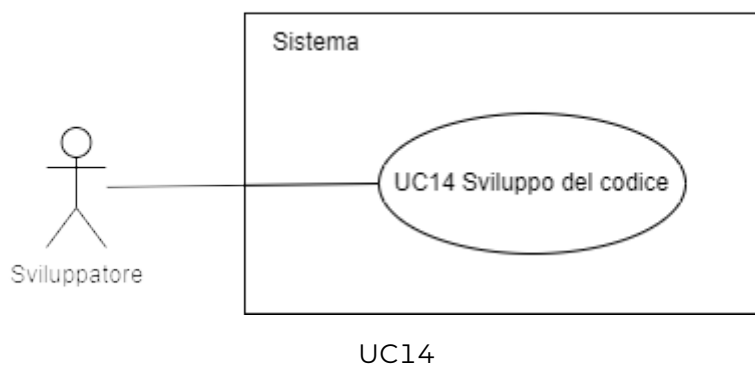 Sistema
UC14 Sviluppo del codice
Sviluppatore
UC14